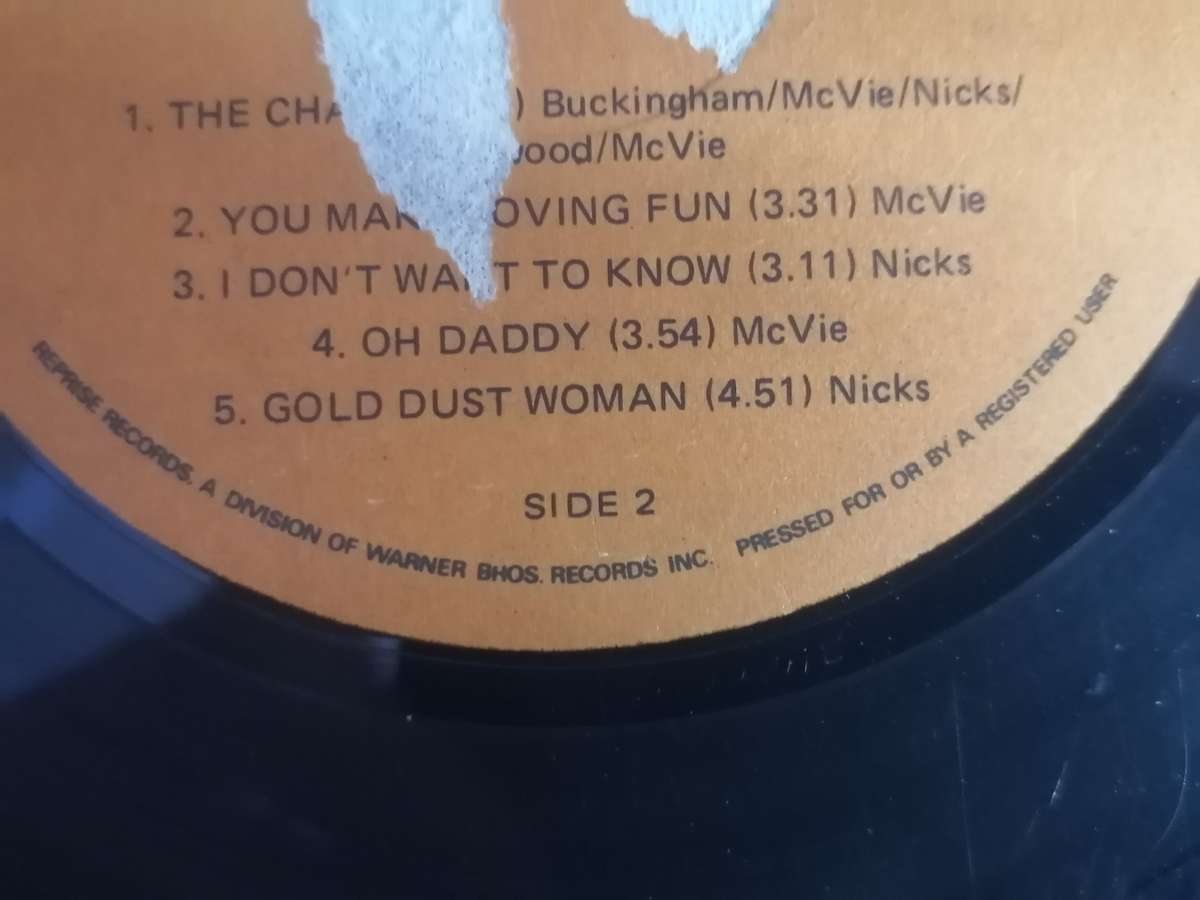 1. THE CHA ) Buckingham/McVie/Nicks/
ood/McVie
2. YOU MAK OVING FUN (3.31) McVie
3. I DON'T WA T TO KNOW (3.11) Nicks
4. OH DADDY (3.54) McVie
5. GOLD DUST WOMAN (4.51) Nicks
SIDE 2
REPRISE RECORDS, A DIVISION OF WARNER BHOS. RECORDS INC. PRESSED FOR OR BY A REGISTERED USER